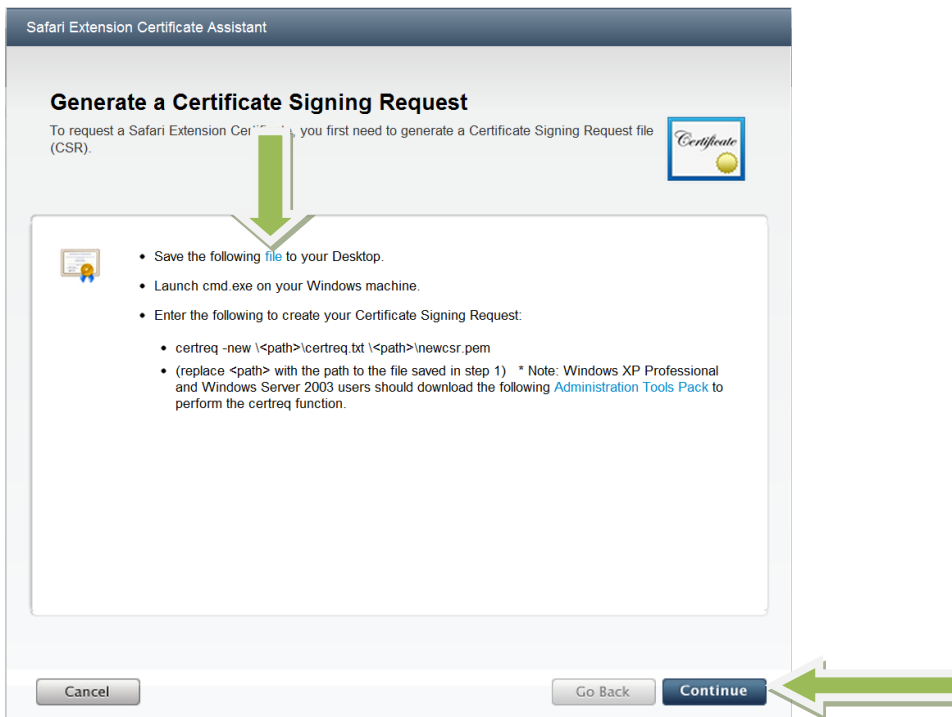 Safari Extension Certificate Assistant
Generate a Certificate Signing Request
To request a Safari Extension , you first need to generate a Certificate Signing Request file
(CSR).
Certificate
• Save the following file to your Desktop.
• Launch cmd.exe on your Windows machine.
• Enter the following to create your Certificate Signing Request:
• certreq -new \<path>\certreq.txt \<path>\newcsr.pem
• (replace <path> with the path to the file saved in step 1) * Note: Windows XP Professional
and Windows Server 2003 users should download the following Administration Tools Pack to
perform the certreq function.
Cancel
Go Back
Continue